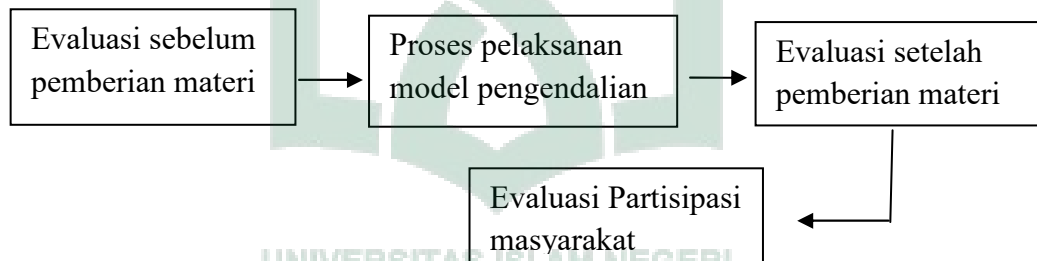 Evaluasi sebelum
pemberian materi
Proses pelaksanan
model pengendalian
Evaluasi setelah
pemberian materi
Evaluasi Partisipasi
masyarakat
UNIVERSITAS ISLAM NEGERI